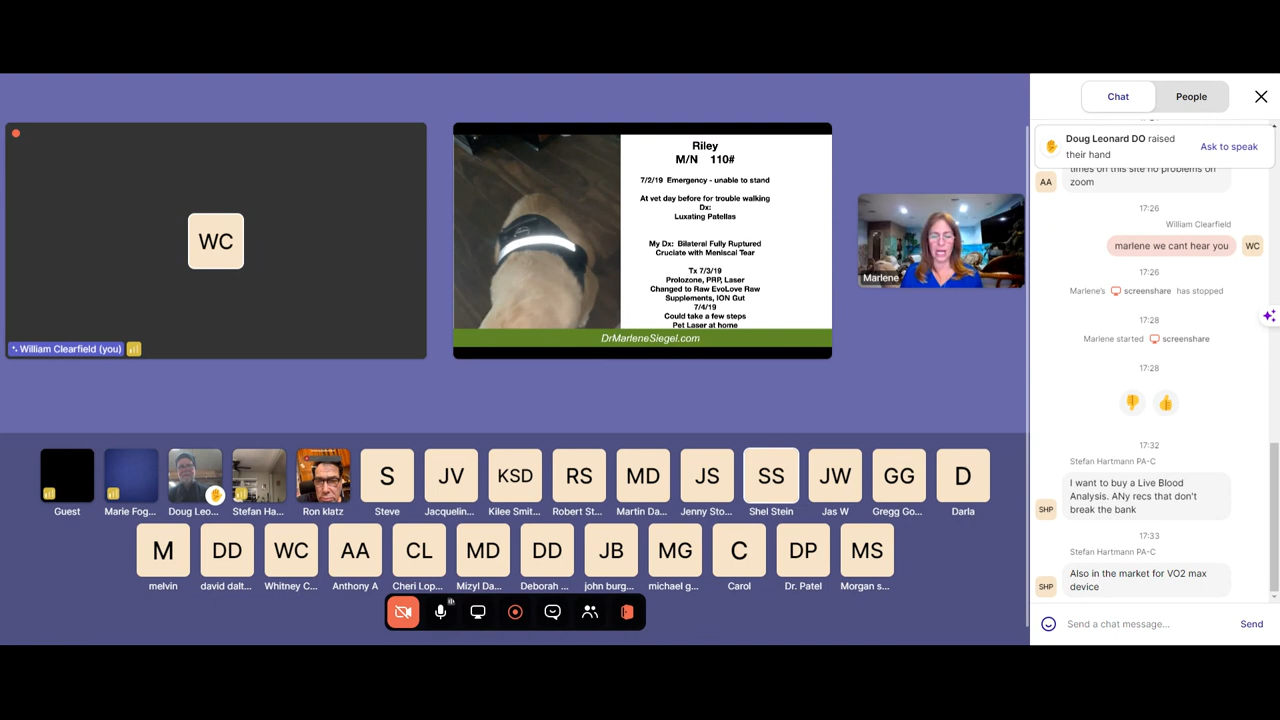 WC
William Clearfield (you)
Riley
M/N 110#
7/2/19 Emergency - unable to stand
At vet day before for trouble walking
Dx:
Luxating Patellas
My Dx: Bilateral Fully Ruptured
Cruciate with Meniscal Tear
Tx 7/3/19
Prolozone, PRP, Laser
Changed to Raw EvoLove Raw
Supplements, ION Gut
7/4/19
Could take a few steps
Pet Laser at home
DrMarleneSiegel.com
Marlene
S
JV
KSD
RS
MD
JS
SS
JW
GG
D
Guest
Marie Fog...
Doug Leo...
Stefan Ha...
Ron klatz
Steve
Jacquelin...
Kilee Smit...
Robert St...
Martin Da...
Jenny Sto...
Shel Stein
Jas W
Gregg Go...
Darla
M
DD
WC
AA
CL
MD
DD
JB
MG
C
DP
MS
melvin
david dalt...
Whitney C...
Anthony A
Cheri Lop...
Mizyl Da...
Deborah ...
john burg...
michael g...
Carol
Dr. Patel
Morgan s...
Chat
People
Doug Leonard DO raised
their hand
Ask to speak
times on this site no problems on
zoom
AA
17:26
William Clearfield
marlene we cant hear you
WC
17:26
Marlene's screenshare has stopped
17:28
Marlene started screenshare
17:28
17:32
Stefan Hartmann PA-C
I want to buy a Live Blood
Analysis. ANy recs that don't
break the bank
SHP
17:33
Stefan Hartmann PA-C
Also in the market for VO2 max
device
SHP
Send a chat message...
Send